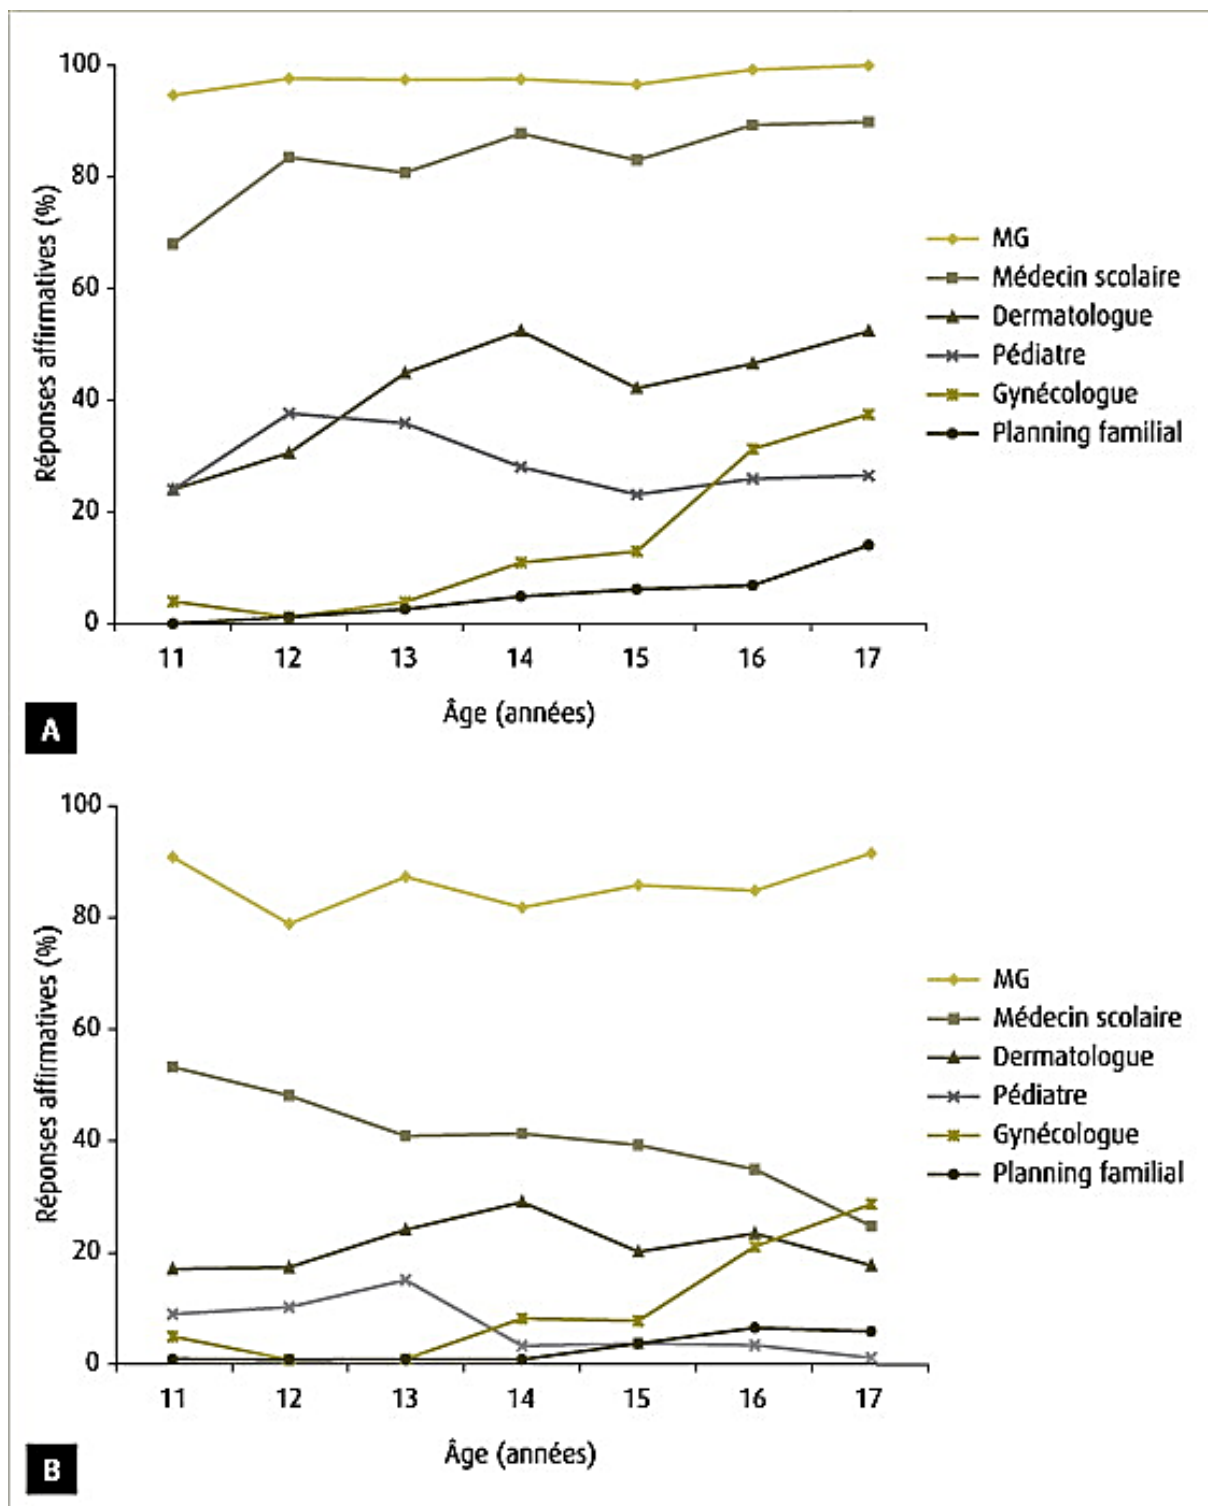 100
80
60
40
20
0
Réponses affirmatives (%)
11 12 13 14 15 16 17
Âge (années)
MG
Médecin scolaire
Dermatologue
Pédiatre
Gynécologue
Planning familial
A
100
80
60
40
20
0
Réponses affirmatives (%)
11 12 13 14 15 16 17
Âge (années)
MG
Médecin scolaire
Dermatologue
Pédiatre
Gynécologue
Planning familial
B